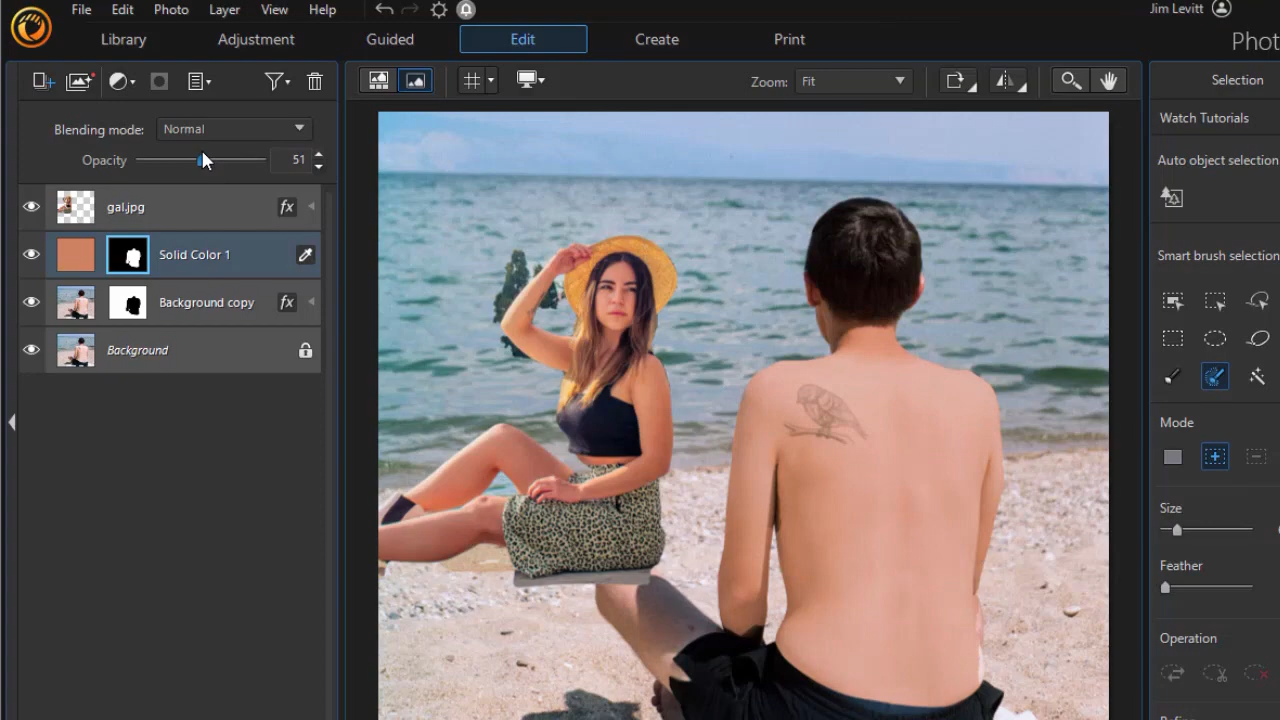 File Edit Photo Layer View Help
Jim Levitt
Library Adjustment Guided Edit Create Print
Phot
Zoom: Fit
Selection
Blending mode: Normal
Watch Tutorials
Opacity 51
Auto object selection
gal.jpg fx
Solid Color 1
Smart brush selection
Background copy fx
Background
Mode
Size
Feather
Operation